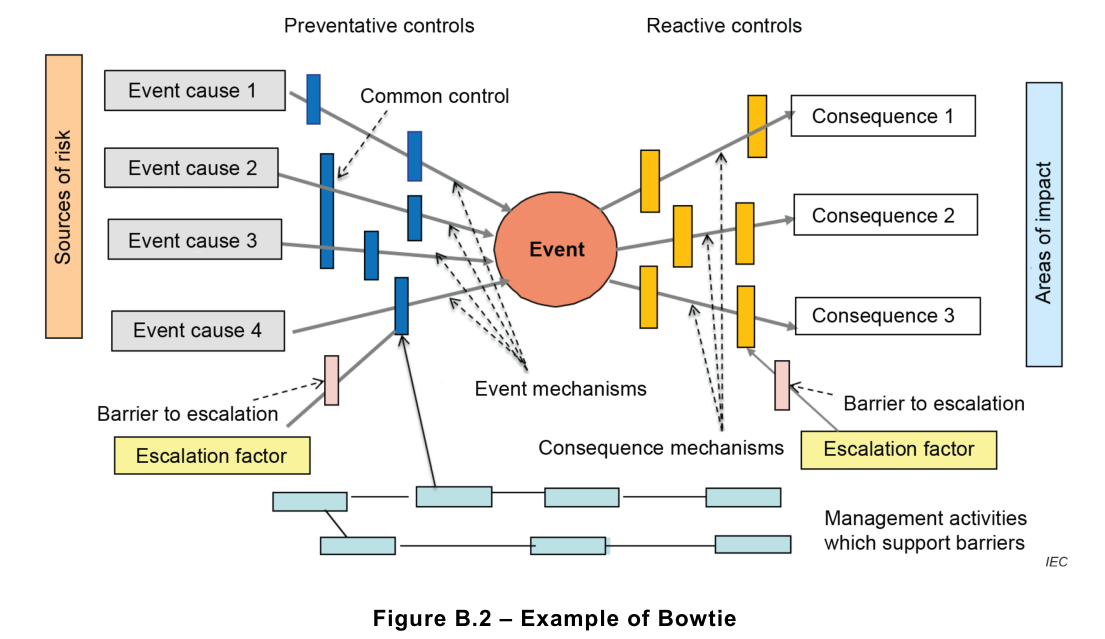 Preventative controls
Reactive controls
Sources of risk
Event cause 1
Common control
Event cause 2
Event cause 3
Event cause 4
Event
Consequence 1
Consequence 2
Consequence 3
Areas of impact
Event mechanisms
Barrier to escalation
Escalation factor
Consequence mechanisms
Barrier to escalation
Escalation factor
Management activities
which support barriers
IEC
Figure B.2 – Example of Bowtie